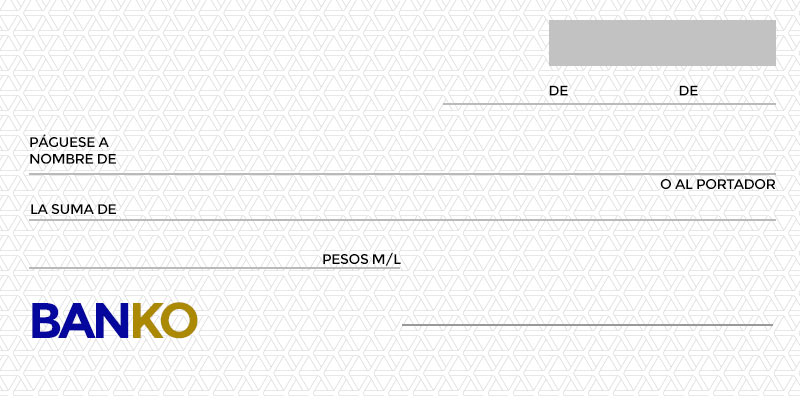 DE DE
PÁGUESE A
NOMBRE DE
O AL PORTADOR
LA SUMA DE
PESOS M/L
BANKO